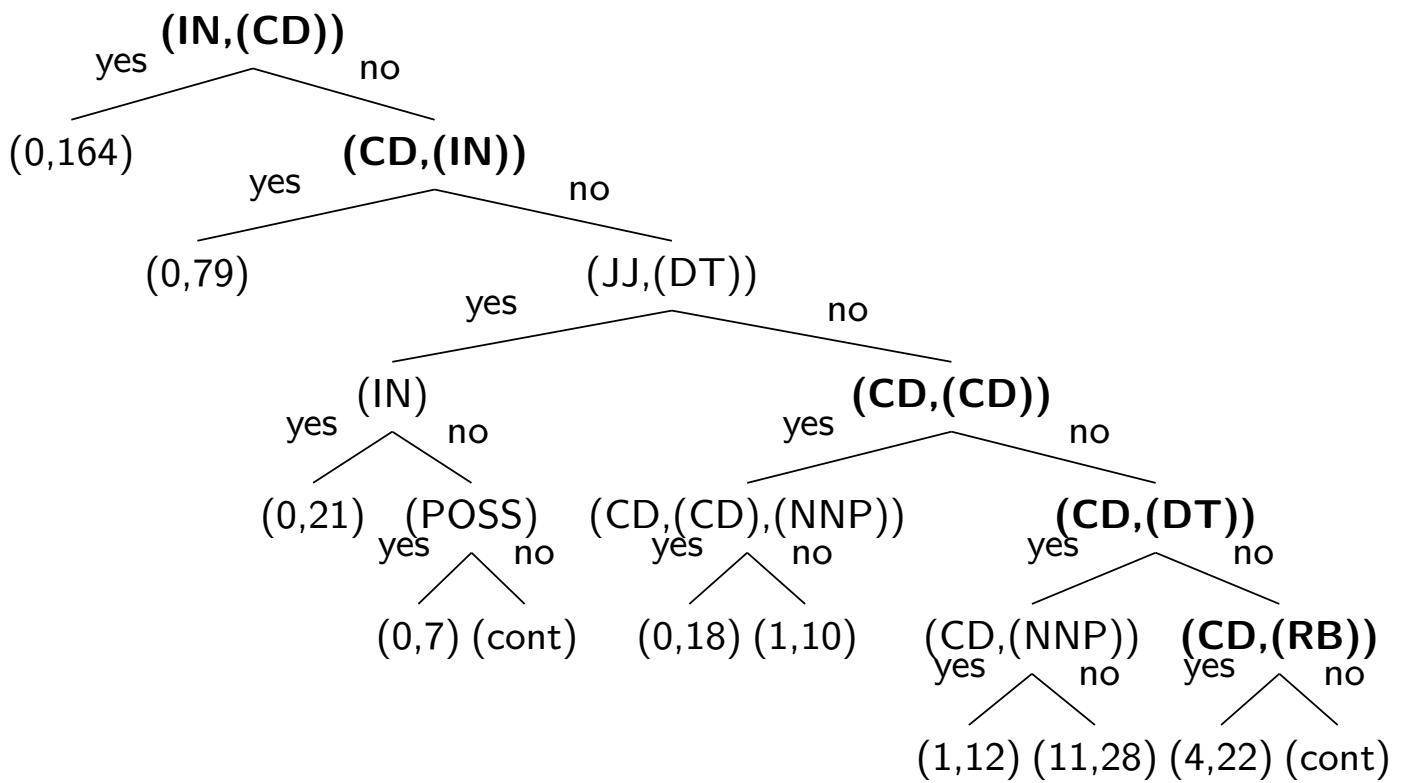 (IN,(CD))
yes no
(0,164) (CD,(IN))
yes no
(0,79) (JJ,(DT))
yes no
(IN) (CD,(CD))
yes no yes no
(0,21) (POSS) (CD,(CD),(NNP)) (CD,(DT))
yes no yes no yes no
(0,7) (cont) (0,18) (1,10) (CD,(NNP)) (CD,(RB))
yes no yes no
(1,12) (11,28) (4,22) (cont)